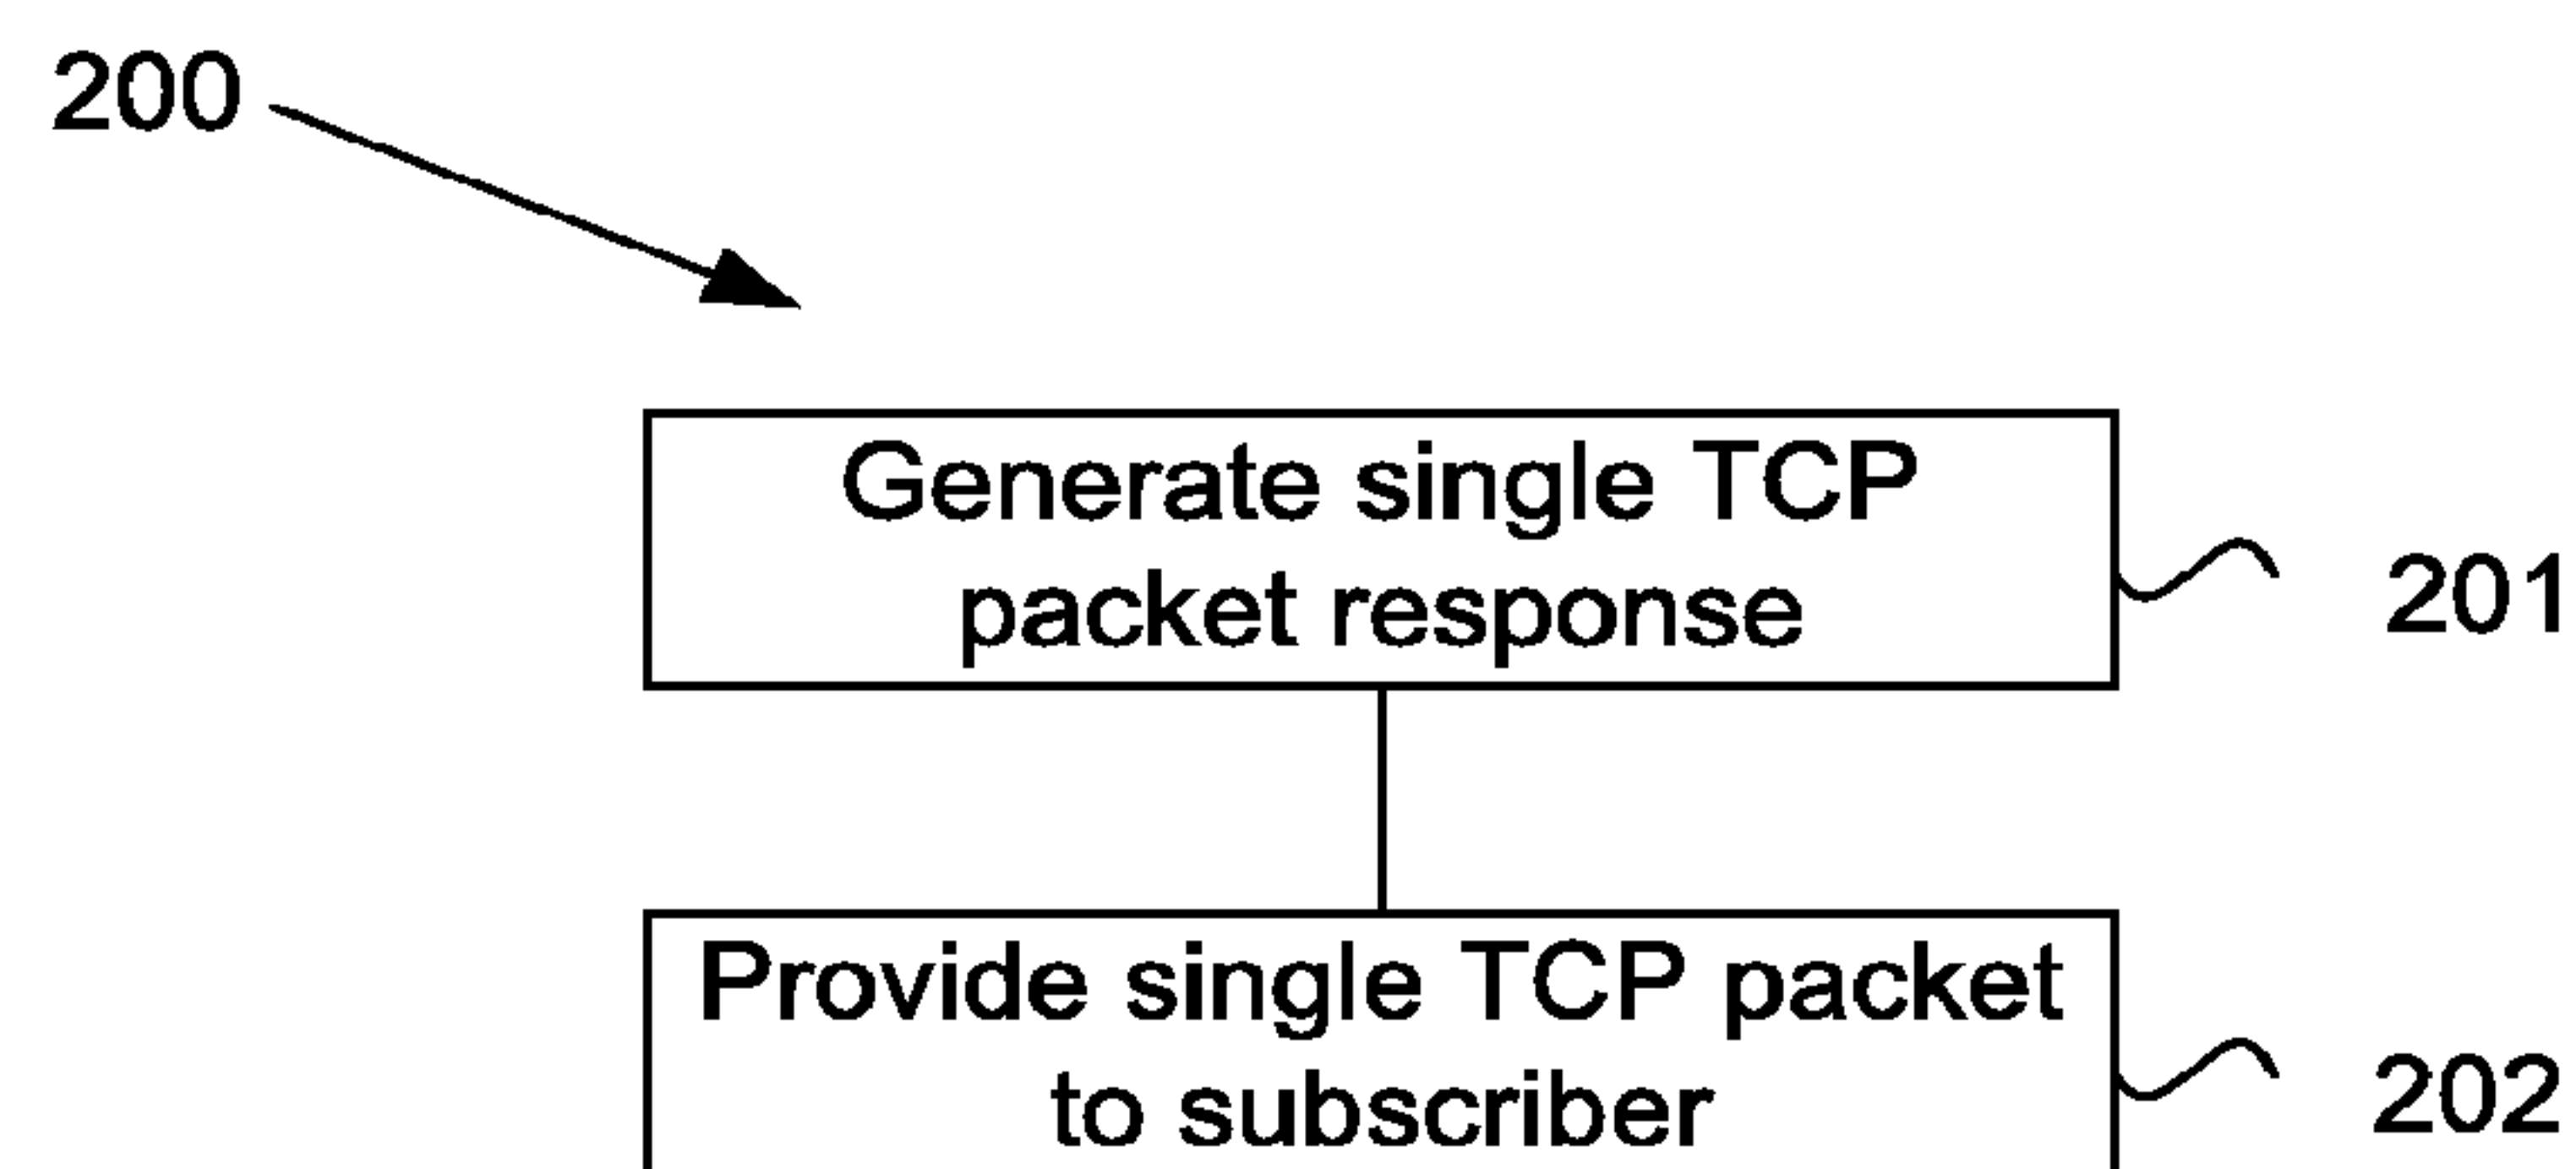 200
Generate single TCP
packet response
201
Provide single TCP packet
to subscriber
202